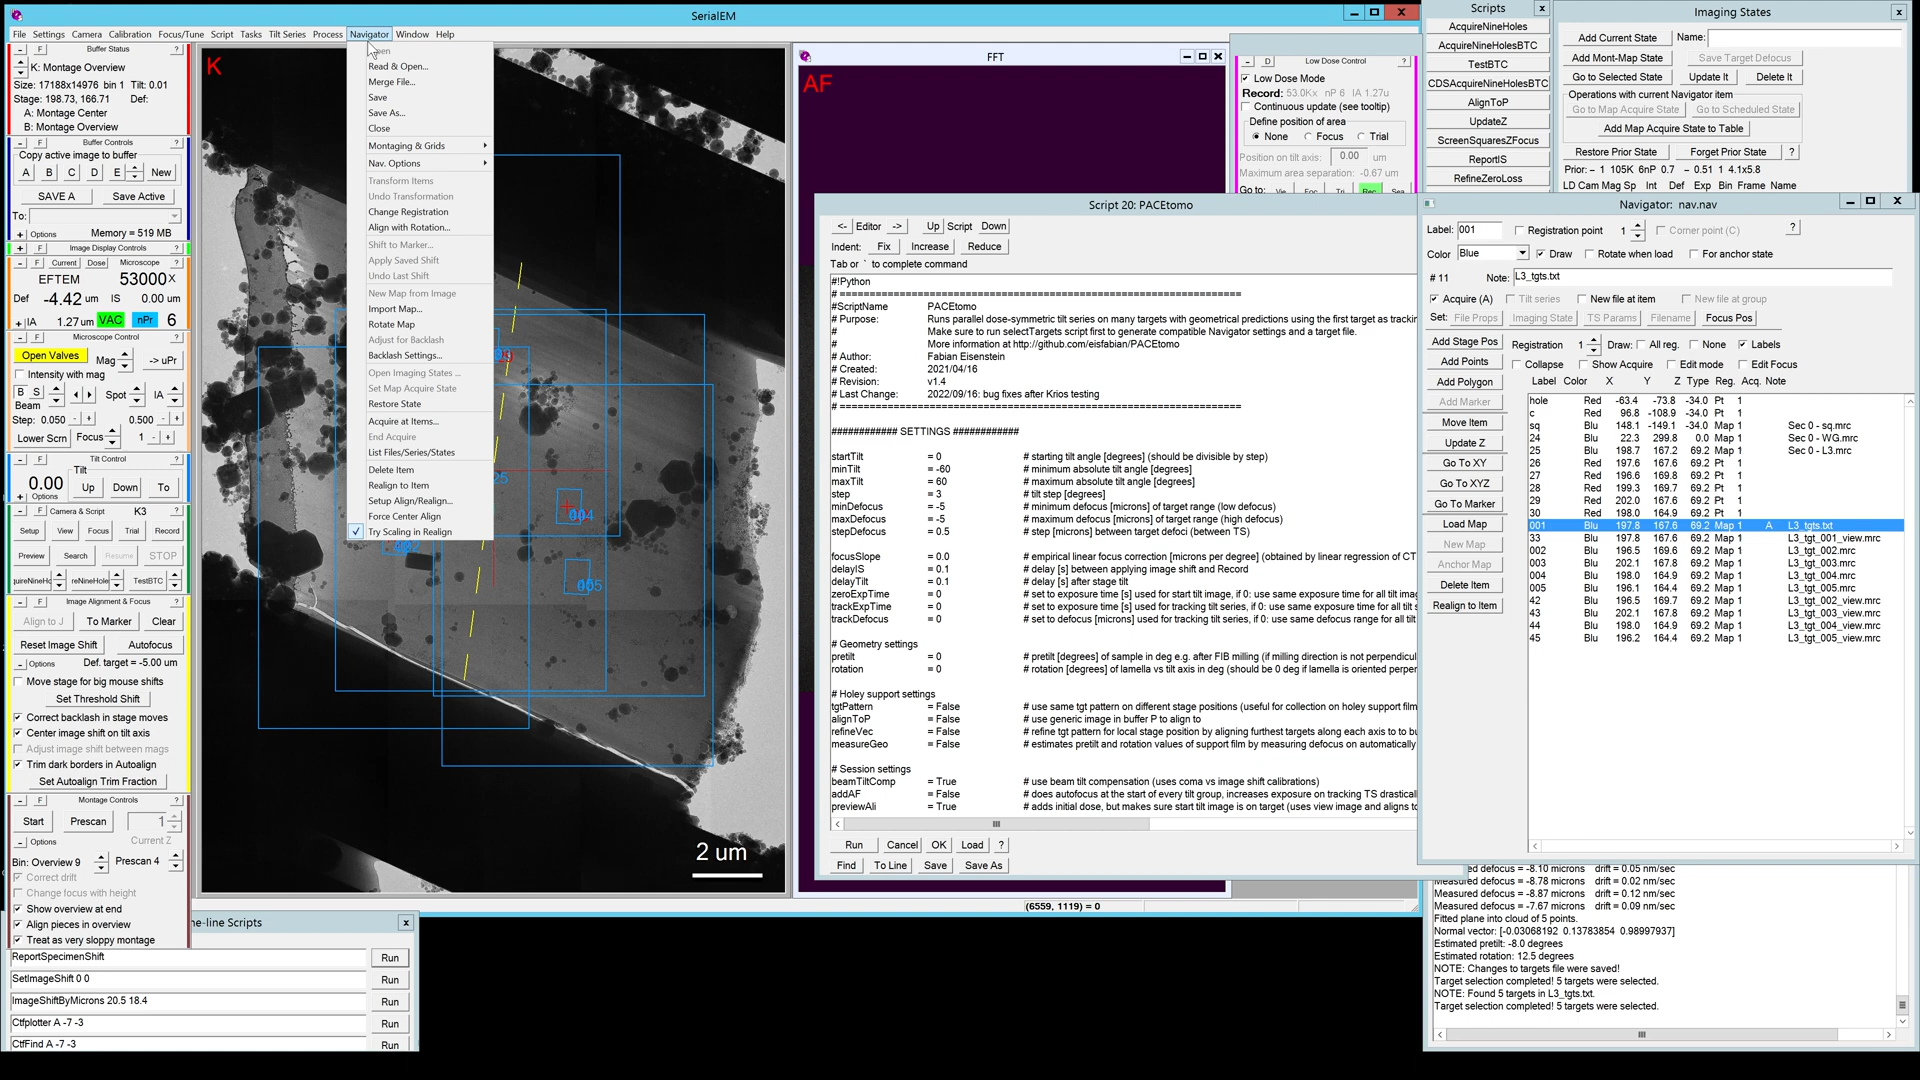 SerialEM
File Settings Camera Calibration Focus/Tune Script Tasks Tilt Series Process Navigator Window Help
Buffer Status
K: Montage Overview
Size: 17188x14976 bin 1 Tilt: 0.01
Stage: 198.73, 166.71 Def:
A: Montage Center
B: Montage Overview
Buffer Controls
Copy active image to buffer
A B C D E New
SAVE A Save Active
To:
Options Memory = 519 MB
Image Display Controls
Current Dose Microscope
EFTEM 53000 X
Def -4.42 um IS 0.00 um
IA 1.27 um VAC nPr 6
Microscope Control
Open Valves Mag -> uPr
Intensity with mag
B S Spot IA
Beam
Step: 0.050 0.500
Lower Scrn Focus 1
Tilt Control
Tilt
0.00
Up Down To
Options
Camera & Script K3
Setup View Focus Trial Record
Preview Search Resume STOP
quireNineHo reNineHole TestBTC
Image Alignment & Focus
Align to J To Marker Clear
Reset Image Shift Autofocus
Options Def. target = -5.00 um
Move stage for big mouse shifts
Set Threshold Shift
Correct backlash in stage moves
Center image shift on tilt axis
Adjust image shift between mags
Trim dark borders in Autoalign
Set Autoalign Trim Fraction
Montage Controls
Start Prescan 1
Options Current Z
Bin: Overview 9 Prescan 4
Correct drift
Change focus with height
Show overview at end
Align pieces in overview
Treat as very sloppy montage
ne-line Scripts
ReportSpecimenShift Run
SetImageShift 0 0 Run
ImageShiftByMicrons 20.5 18.4 Run
Ctfplotter A -7 -3 Run
CtfFind A -7 -3 Run
K
Read & Open...
Merge File...
Save
Save As...
Close
Montaging & Grids
Nav. Options
Transform Items
Undo Transformation
Change Registration
Align with Rotation...
Shift to Marker...
Apply Saved Shift
Undo Last Shift
New Map from Image
Import Map...
Rotate Map
Adjust for Backlash
Backlash Settings...
Open Imaging States ...
Set Map Acquire State
Restore State
Acquire at Items...
End Acquire
List Files/Series/States
Delete Item
Realign to Item
Setup Align/Realign...
Force Center Align
Try Scaling in Realign
25
004
005
2 um
FFT
AF
(6559, 1119) = 0
Low Dose Control
Low Dose Mode
Record: 53.0Kx nP 6 IA 1.27u
Continuous update (see tooltip)
Define position of area
None Focus Trial
Position on tilt axis: 0.00 um
Maximum area separation: -0.67 um
Go to:
Script 20: PACEtomo
<- Editor -> Up Script Down
Indent: Fix Increase Reduce
Tab or ` to complete command
#!Python
# ===================================================================
#ScriptName PACEtomo
# Purpose: Runs parallel dose-symmetric tilt series on many targets with geometrical predictions using the first target as trackin
# Make sure to run selectTargets script first to generate compatible Navigator settings and a target file.
# More information at http://github.com/eisfabian/PACEtomo
# Author: Fabian Eisenstein
# Created: 2021/04/16
# Revision: v1.4
# Last Change: 2022/09/16: bug fixes after Krios testing
# ===================================================================
############ SETTINGS ############
startTilt = 0 # starting tilt angle [degrees] (should be divisible by step)
minTilt = -60 # minimum absolute tilt angle [degrees]
maxTilt = 60 # maximum absolute tilt angle [degrees]
step = 3 # tilt step [degrees]
minDefocus = -5 # minimum defocus [microns] of target range (low defocus)
maxDefocus = -5 # maximum defocus [microns] of target range (high defocus)
stepDefocus = 0.5 # step [microns] between target defoci (between TS)
focusSlope = 0.0 # empirical linear focus correction [microns per degree] (obtained by linear regression of CT
delayIS = 0.1 # delay [s] between applying image shift and Record
delayTilt = 0.1 # delay [s] after stage tilt
zeroExpTime = 0 # set to exposure time [s] used for start tilt image, if 0: use same exposure time for all tilt imag
trackExpTime = 0 # set to exposure time [s] used for tracking tilt series, if 0: use same exposure time for all tilt s
trackDefocus = 0 # set to defocus [microns] used for tracking tilt series, if 0: use same defocus range for all tilt
# Geometry settings
pretilt = 0 # pretilt [degrees] of sample in deg e.g. after FIB milling (if milling direction is not perpendicul
rotation = 0 # rotation [degrees] of lamella vs tilt axis in deg (should be 0 deg if lamella is oriented perper
# Holey support settings
tgtPattern = False # use same tgt pattern on different stage positions (useful for collection on holey support film
alignToP = False # use generic image in buffer P to align to
refineVec = False # refine tgt pattern for local stage position by aligning furthest targets along each axis to to bu
measureGeo = False # estimates pretilt and rotation values of support film by measuring defocus on automatically
# Session settings
beamTiltComp = True # use beam tilt compensation (uses coma vs image shift calibrations)
addAF = False # does autofocus at the start of every tilt group, increases exposure on tracking TS drasticall
previewAli = True # adds initial dose, but makes sure start tilt image is on target (uses view image and aligns to
Run Cancel OK Load ?
Find To Line Save Save As
Scripts
AcquireNineHoles
AcquireNineHolesBTC
TestBTC
CDSAcquireNineHolesBTC
AlignToP
UpdateZ
ScreenSquaresZFocus
ReportIS
RefineZeroLoss
Imaging States
Add Current State Name:
Add Mont-Map State Save Target Defocus
Go to Selected State Update It Delete It
Operations with current Navigator item
Go to Map Acquire State Go to Scheduled State
Add Map Acquire State to Table
Restore Prior State Forget Prior State ?
Prior: - 1 105K 6nP 0.7 - 0.51 1 4.1x5.8
LD Cam Mag Sp Int Def Exp Bin Frame Name
Navigator: nav.nav
Label: 001 Registration point 1 Corner point (C) ?
Color Blue Draw Rotate when load For anchor state
# 11 Note: L3_tgts.txt
Acquire (A) Tilt series New file at item New file at group
Set: File Props Imaging State TS Params Filename Focus Pos
Add Stage Pos Registration 1 Draw: All reg. None Labels
Add Points Collapse Show Acquire Edit mode Edit Focus
Add Polygon
Add Marker
Move Item
Update Z
Go To XY
Go To XYZ
Go To Marker
Load Map
New Map
Anchor Map
Delete Item
Realign to Item
Label Color X Y Z Type Reg. Acq. Note
hole Red -63.4 -73.8 -34.0 Pt 1
c Red 96.8 -108.9 -34.0 Pt 1
sq Blu 148.1 -149.1 -34.0 Map 1 Sec 0 - sq.mrc
24 Blu 22.3 299.8 0.0 Map 1 Sec 0 - WG.mrc
25 Blu 198.7 167.2 69.2 Map 1 Sec 0 - L3.mrc
26 Red 197.6 167.6 69.2 Pt 1
27 Red 196.6 169.8 69.2 Pt 1
28 Red 199.3 169.7 69.2 Pt 1
29 Red 202.0 167.6 69.2 Pt 1
30 Red 198.0 164.9 69.2 Pt 1
001 Blu 197.8 167.6 69.2 Map 1 A L3_tgts.txt
33 Blu 197.8 167.6 69.2 Map 1 L3_tgt_001_view.mrc
002 Blu 196.5 169.6 69.2 Map 1 L3_tgt_002.mrc
003 Blu 202.1 167.8 69.2 Map 1 L3_tgt_003.mrc
004 Blu 198.0 164.9 69.2 Map 1 L3_tgt_004.mrc
005 Blu 196.1 164.4 69.2 Map 1 L3_tgt_005.mrc
42 Blu 196.5 169.7 69.2 Map 1 L3_tgt_002_view.mrc
43 Blu 202.1 167.8 69.2 Map 1 L3_tgt_003_view.mrc
44 Blu 198.0 164.9 69.2 Map 1 L3_tgt_004_view.mrc
45 Blu 196.2 164.4 69.2 Map 1 L3_tgt_005_view.mrc
ed defocus = -8.10 microns drift = 0.05 nm/sec
Measured defocus = -8.78 microns drift = 0.02 nm/sec
Measured defocus = -8.87 microns drift = 0.12 nm/sec
Measured defocus = -7.67 microns drift = 0.09 nm/sec
Fitted plane into cloud of 5 points.
Normal vector: [-0.03068192 0.13783854 0.98997937]
Estimated pretilt: -8.0 degrees
Estimated rotation: 12.5 degrees
NOTE: Changes to targets file were saved!
Target selection completed! 5 targets were selected.
NOTE: Found 5 targets in L3_tgts.txt.
Target selection completed! 5 targets were selected.